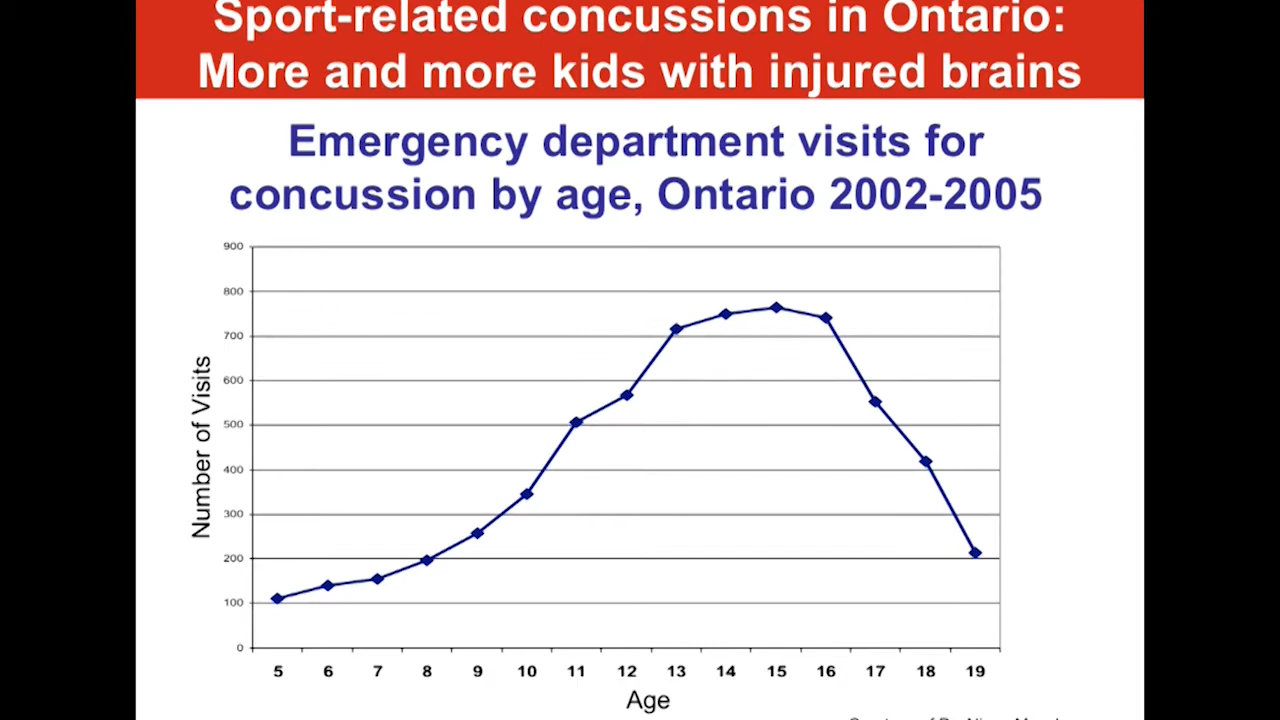 Sport-related concussions in Ontario:
More and more kids with injured brains
Emergency department visits for
concussion by age, Ontario 2002-2005
Number of Visits
900
800
700
600
500
400
300
200
100
0
5 6 7 8 9 10 11 12 13 14 15 16 17 18 19
Age